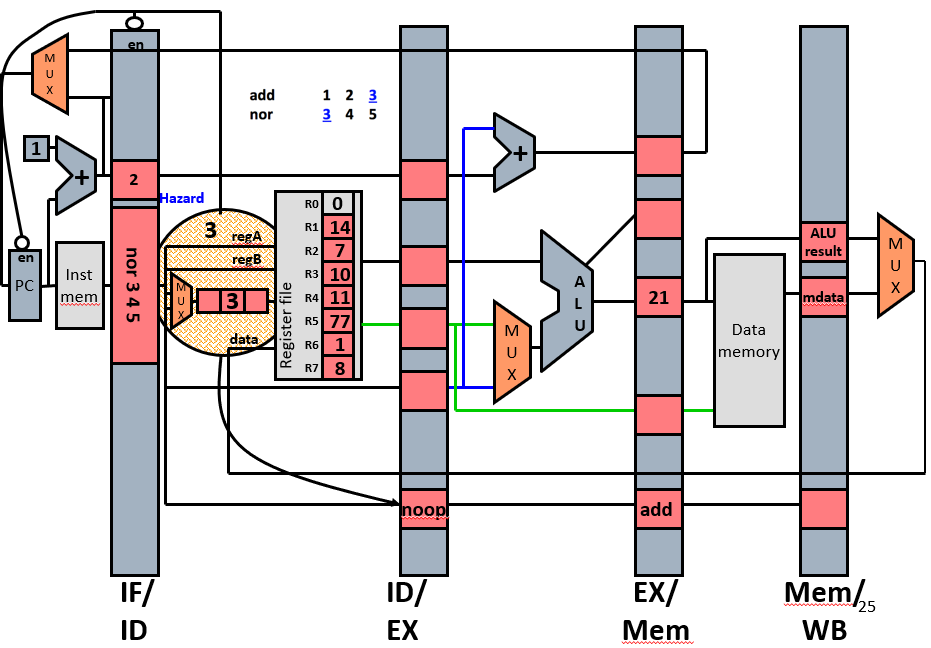 en
M
U
X
add 1 2 3
nor 3 4 5
1
+
+
2
Hazard
R0 0
3
regA
R1 14
ALU
result
M
U
X
en
R2 7
regB
PC
Inst
mem
nor 3 4 5
R3 10
M
U
X
3
R4 11
A
L
U
21
mdata
R5 77
M
U
X
Data
memory
data
R6 1
Register file
R7 8
noop
add
IF/
ID
ID/
EX
EX/
Mem
Mem/
WB
25